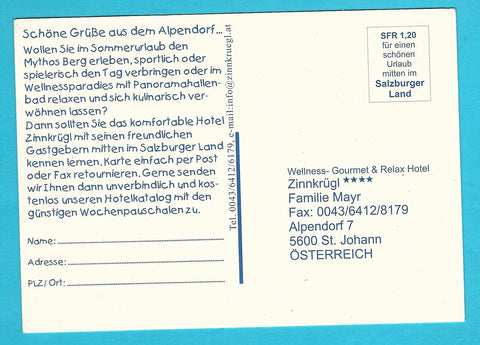 Schöne Grüße aus dem Alpendorf...
Wollen Sie im Sommerurlaub den
Mythos Berg erleben, sportlich oder
spielerisch den Tag verbringen oder im
Wellnessparadies mit Panoramahallen-
bad relaxen und sich kulinarisch ver-
wöhnen lassen?
Dann sollten Sie das komfortable Hotel
Zinnkrügl mit seinen freundlichen
Gastgebern mitten im Salzburger Land
kennen lernen. Karte einfach per Post
oder Fax retournieren. Gerne senden
wir Ihnen dann unverbindlich und kos-
tenlos unseren Hotelkatalog mit den
günstigen Wochenpauschalen zu.
Name:
Adresse:
PLZ/Ort:
Tel. 0043/6412/6179, e-mail:info@zinnkruegl.at
SFR 1,20
für einen
schönen
Urlaub
mitten im
Salzburger
Land
Wellness- Gourmet & Relax Hotel
Zinnkrügl ★★★★
Familie Mayr
Fax: 0043/6412/8179
Alpendorf 7
5600 St. Johann
ÖSTERREICH